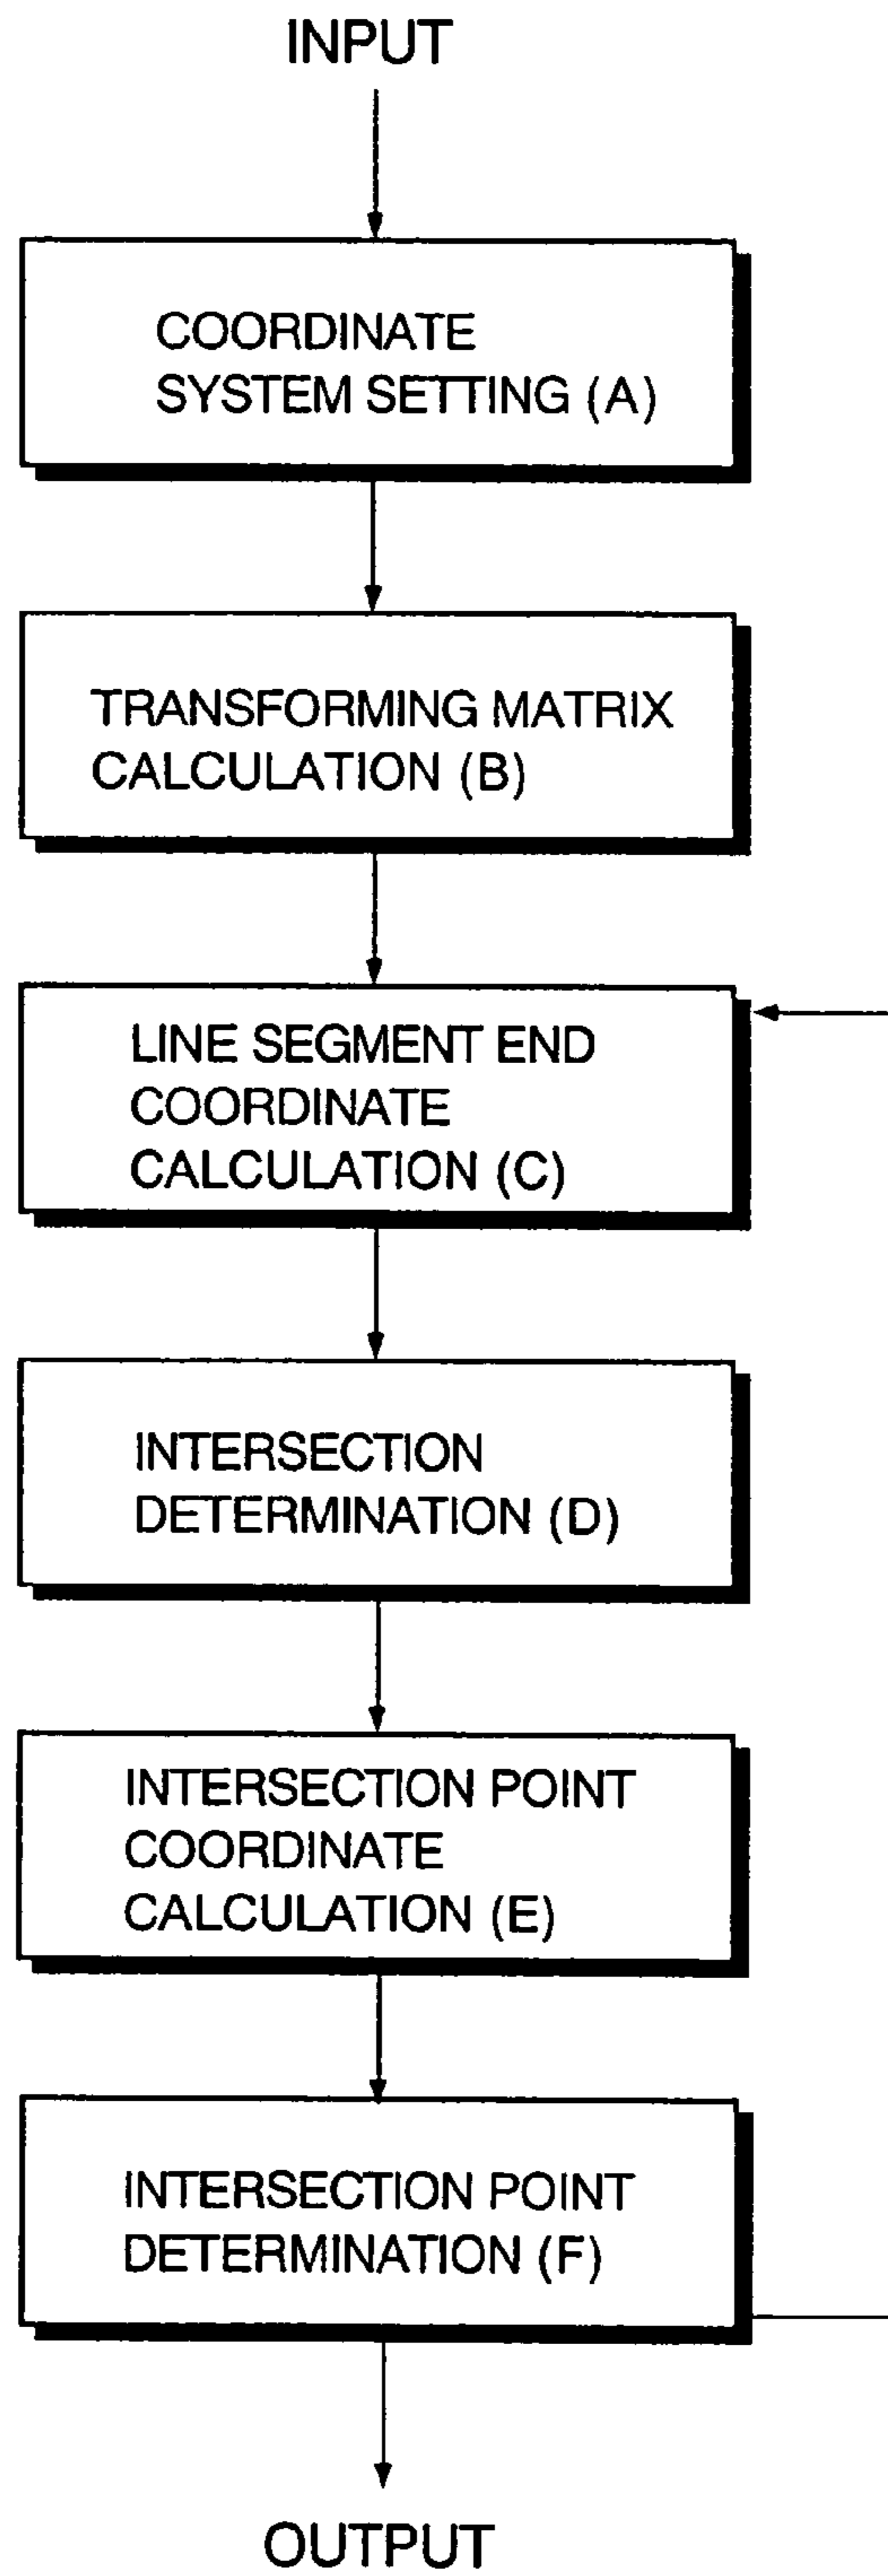 INPUT
COORDINATE
SYSTEM SETTING (A)
TRANSFORMING MATRIX
CALCULATION (B)
LINE SEGMENT END
COORDINATE
CALCULATION (C)
INTERSECTION
DETERMINATION (D)
INTERSECTION POINT
COORDINATE
CALCULATION (E)
INTERSECTION POINT
DETERMINATION (F)
OUTPUT